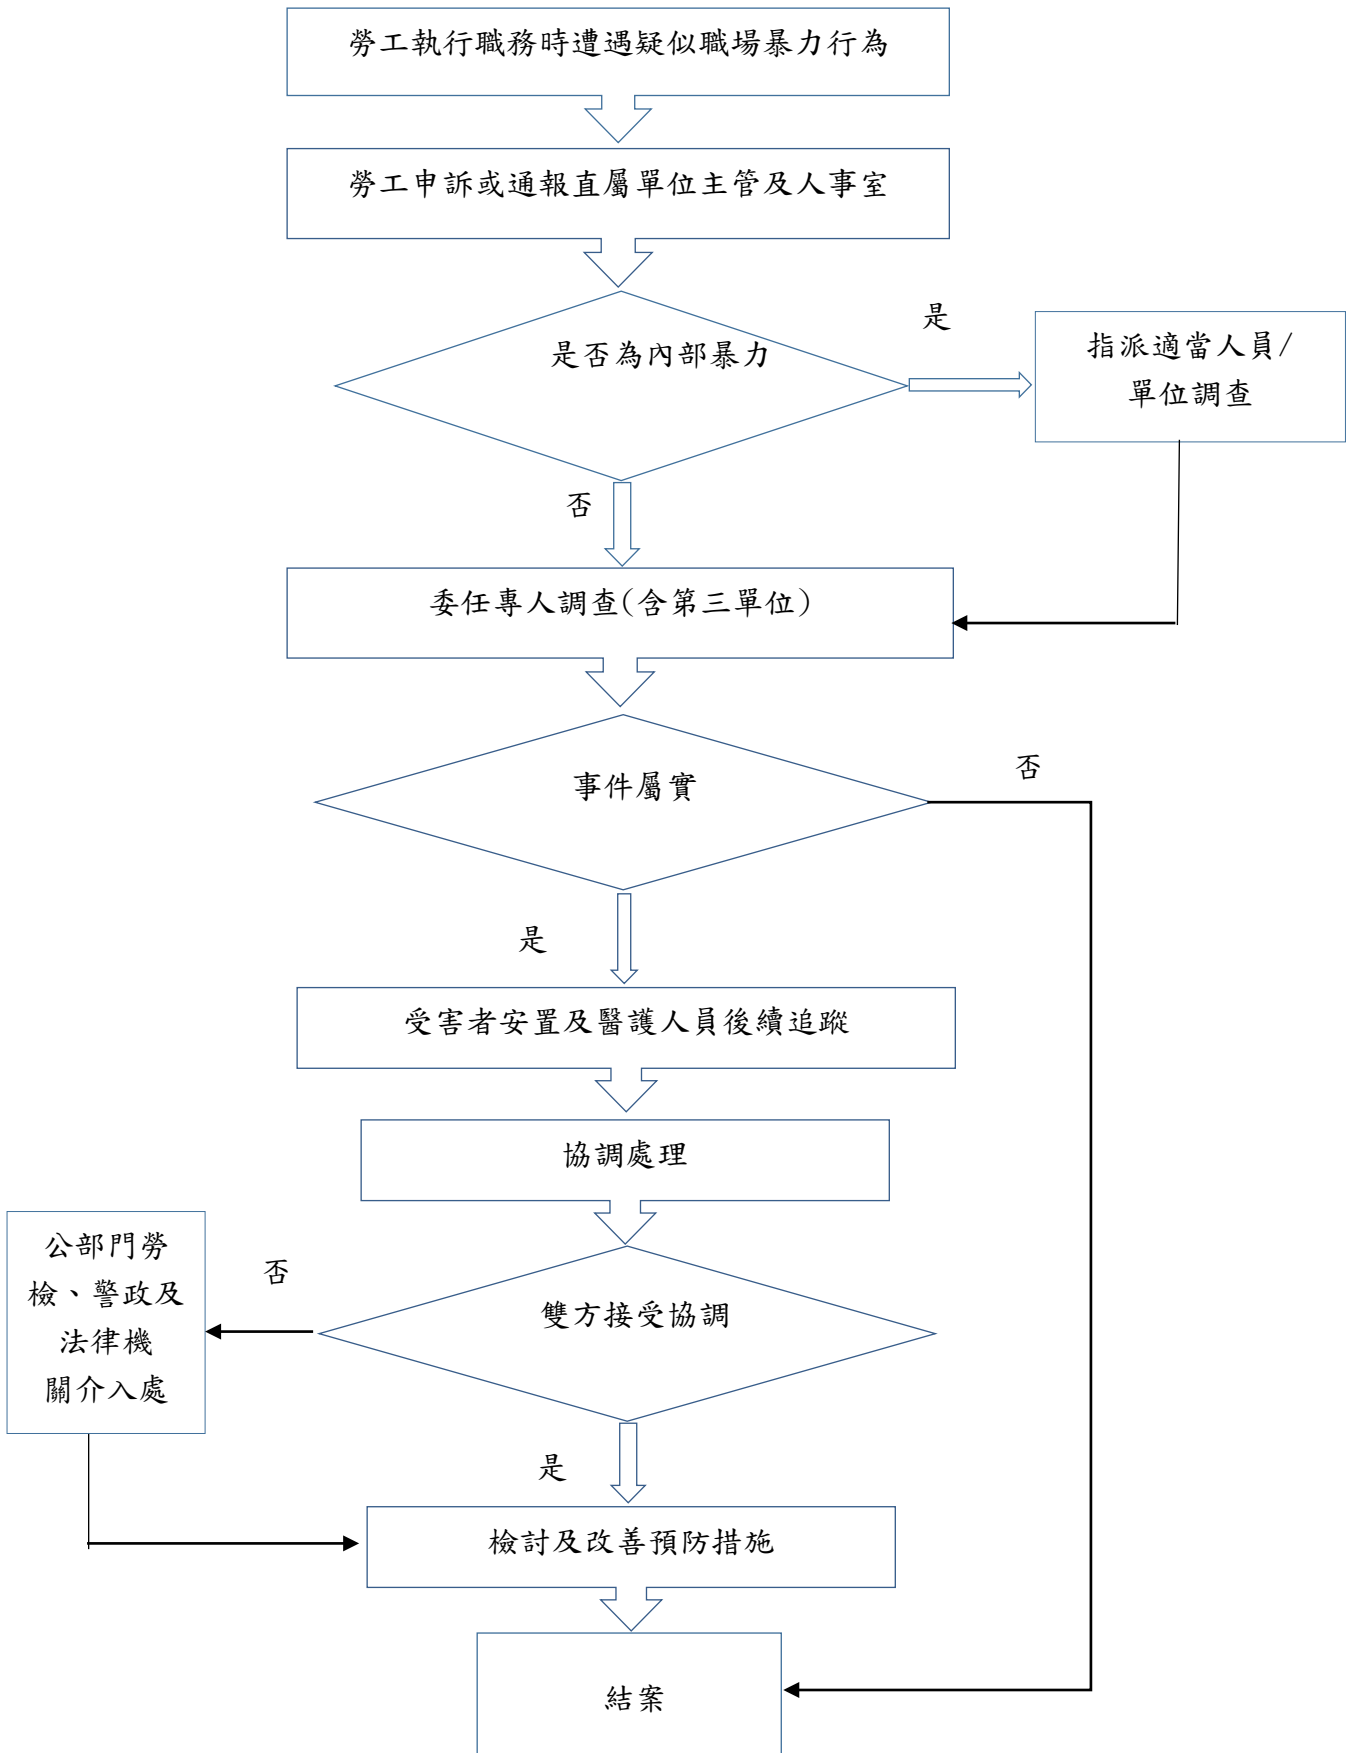 勞工執行職務時遭遇疑似職場暴力行為
勞工申訴或通報直屬單位主管及人事室
是否為內部暴力
是
指派適當人員/
單位調查
否
委任專人調查(含第三單位)
事件屬實
否
是
受害者安置及醫護人員後續追蹤
協調處理
公部門勞
檢、警政及
法律機
關介入處
否
雙方接受協調
是
檢討及改善預防措施
結案